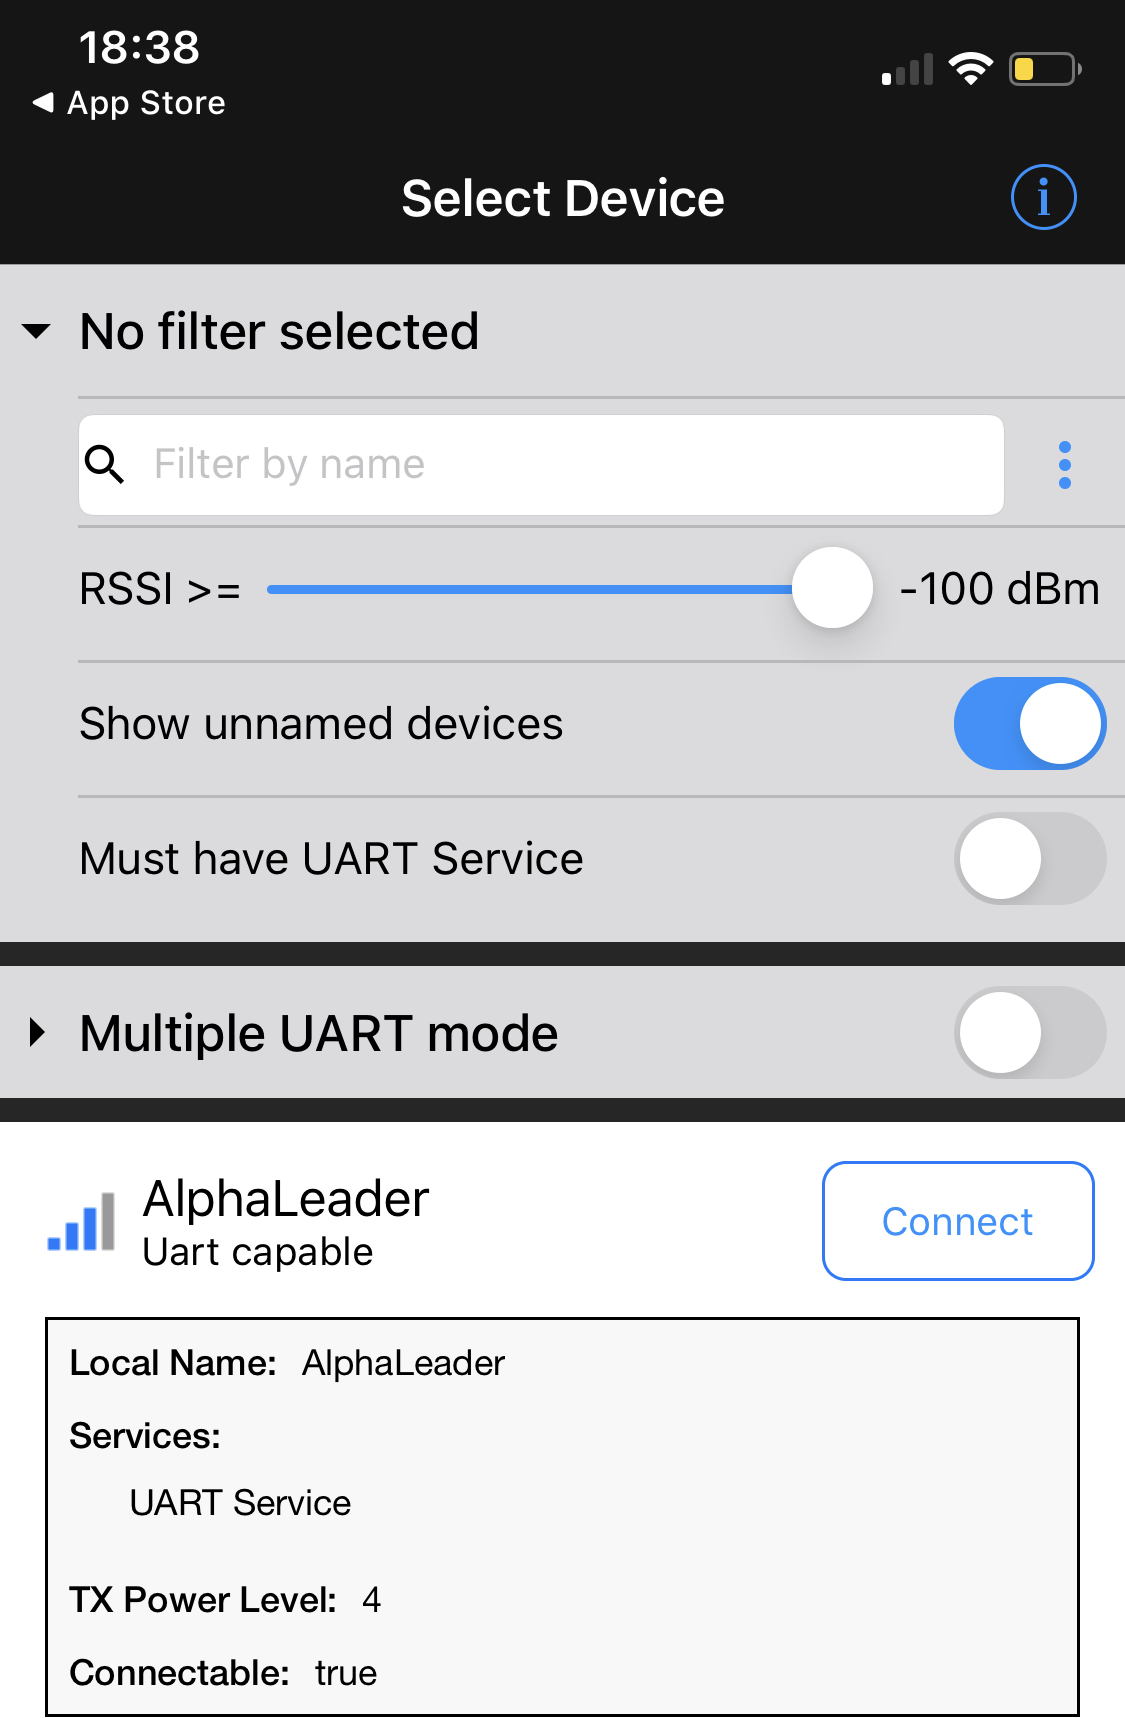 18:38
◀ App Store
Select Device
i
No filter selected
Filter by name
RSSI >= -100 dBm
Show unnamed devices
Must have UART Service
Multiple UART mode
AlphaLeader
Uart capable
Connect
Local Name: AlphaLeader
Services:
UART Service
TX Power Level: 4
Connectable: true